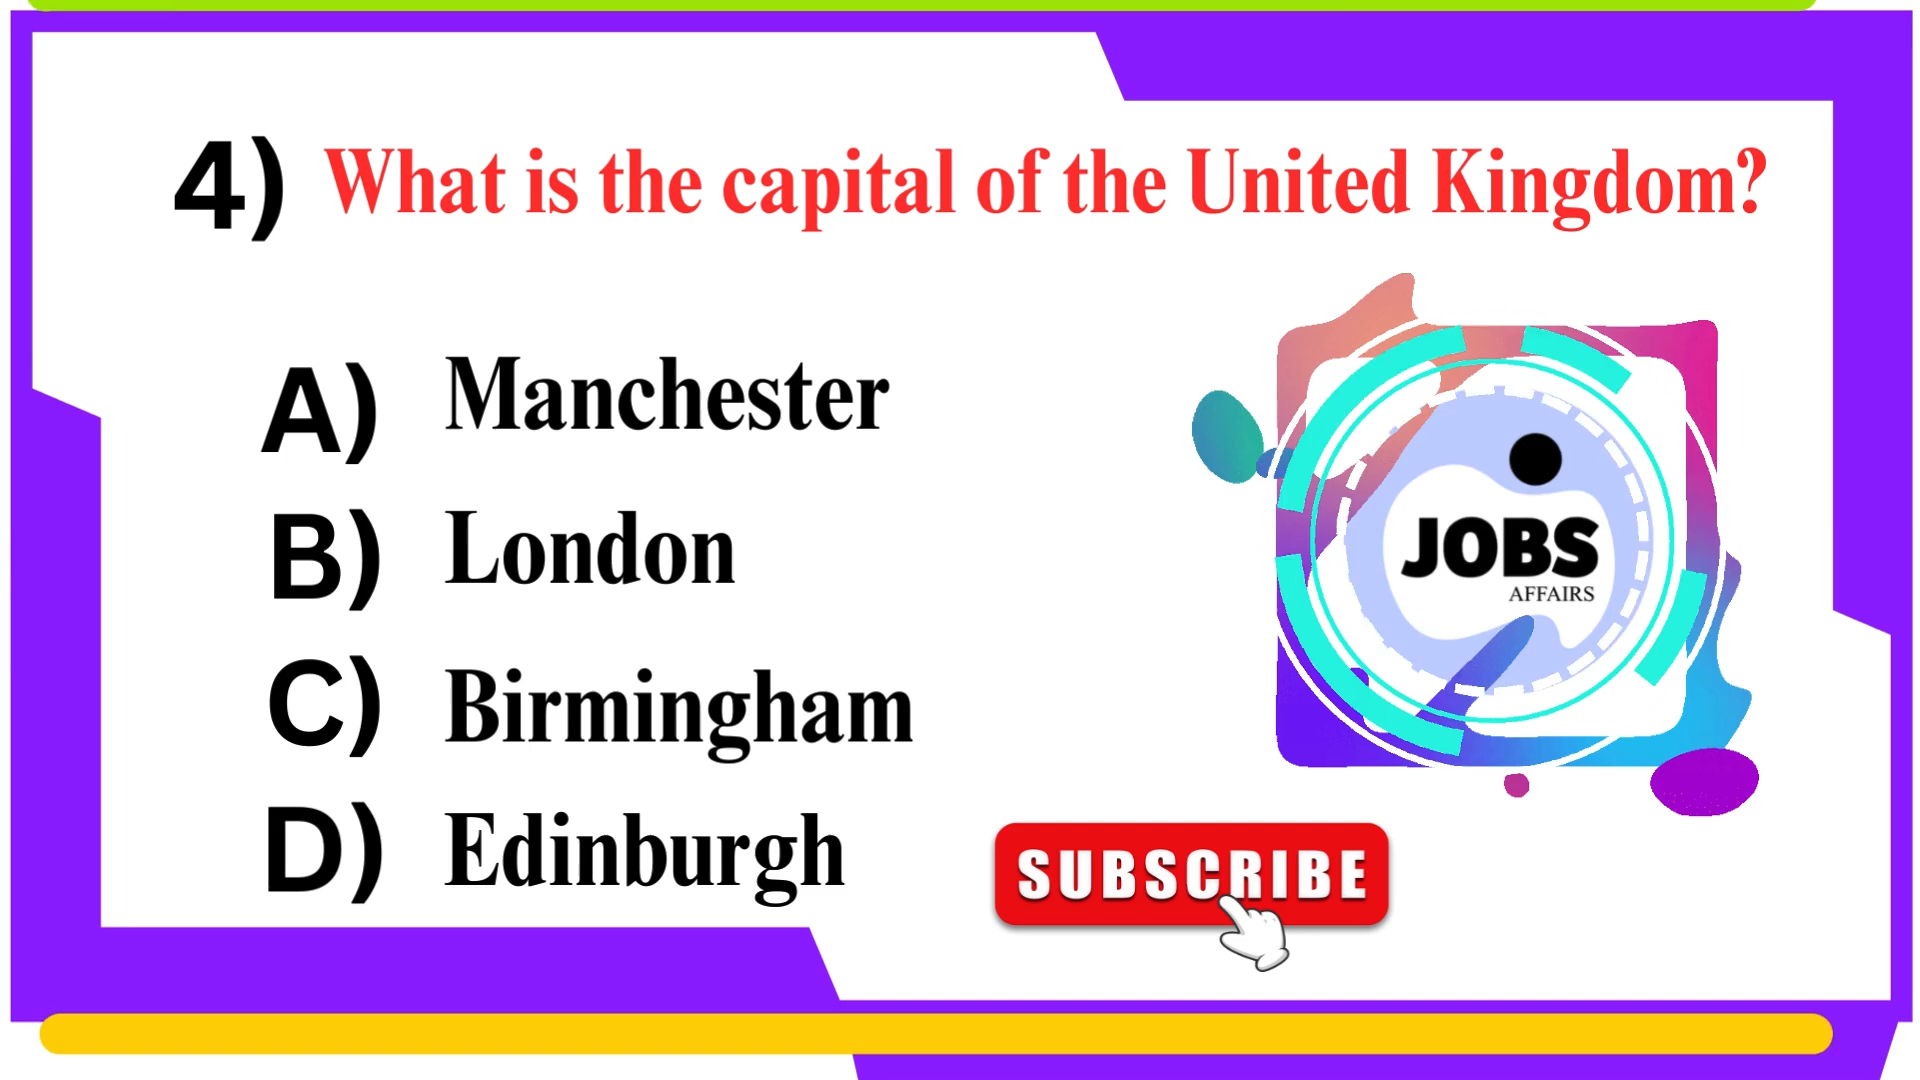 4) What is the capital of the United Kingdom?
A) Manchester
B) London
C) Birmingham
D) Edinburgh
JOBS
AFFAIRS
SUBSCRIBE